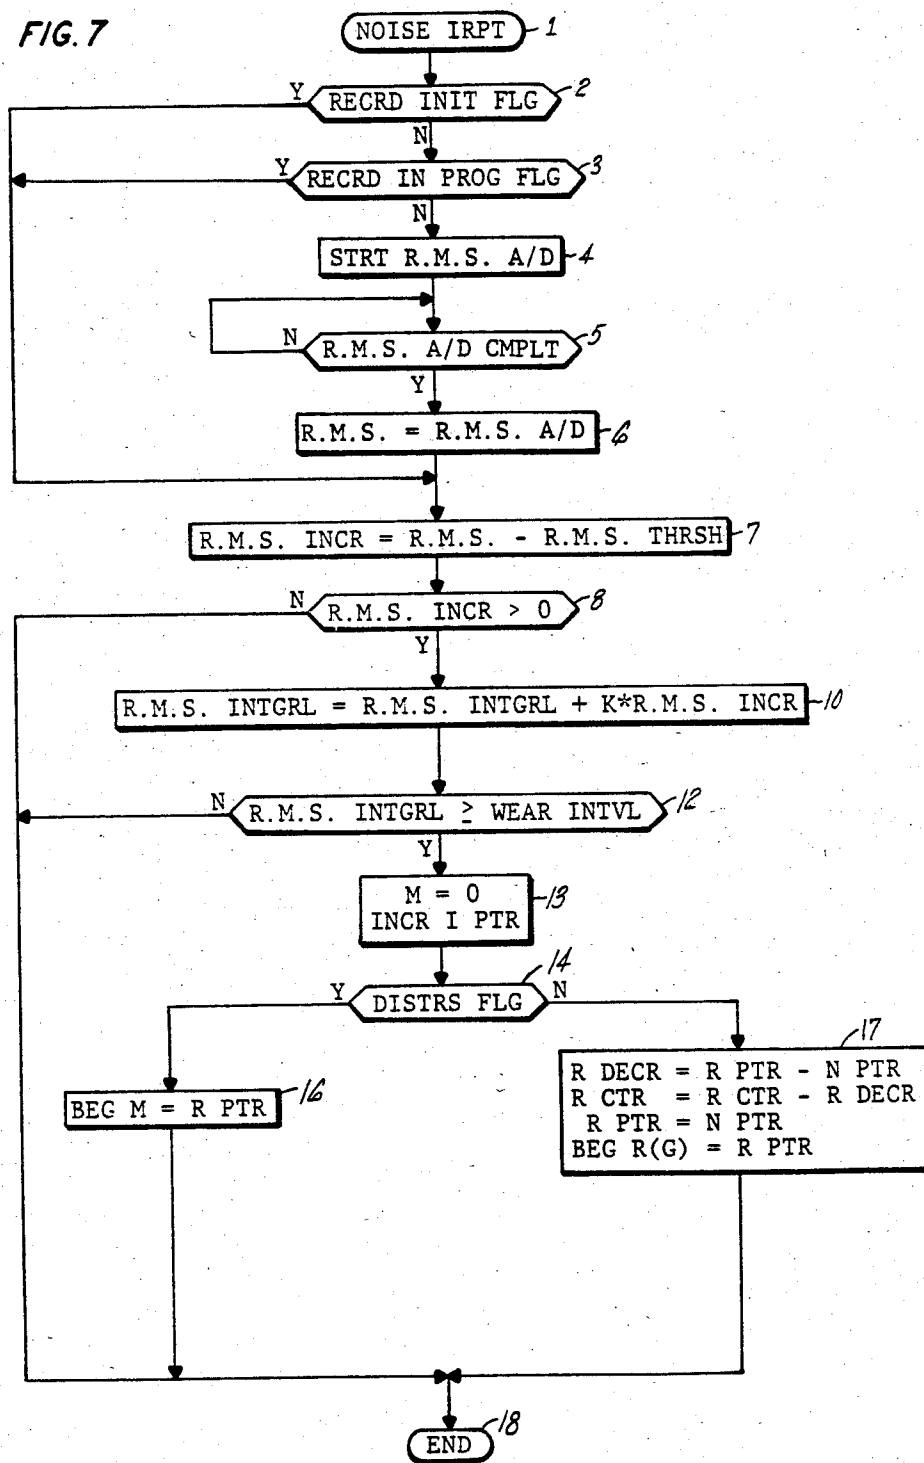 FIG. 7
NOISE IRPT
1
Y
RECRD INIT FLG
2
N
Y
RECRD IN PROG FLG
3
N
STRT R.M.S. A/D
4
N
R.M.S. A/D CMPLT
5
Y
R.M.S. = R.M.S. A/D
6
R.M.S. INCR = R.M.S. - R.M.S. THRSH
7
N
R.M.S. INCR > 0
8
Y
R.M.S. INTGRL = R.M.S. INTGRL + K*R.M.S. INCR
10
N
R.M.S. INTGRL ≥ WEAR INTVL
12
Y
M = 0
INCR I PTR
13
Y
DISTRS FLG
14
N
BEG M = R PTR
16
17
R DECR = R PTR - N PTR
R CTR = R CTR - R DECR
R PTR = N PTR
BEG R(G) = R PTR
END
18